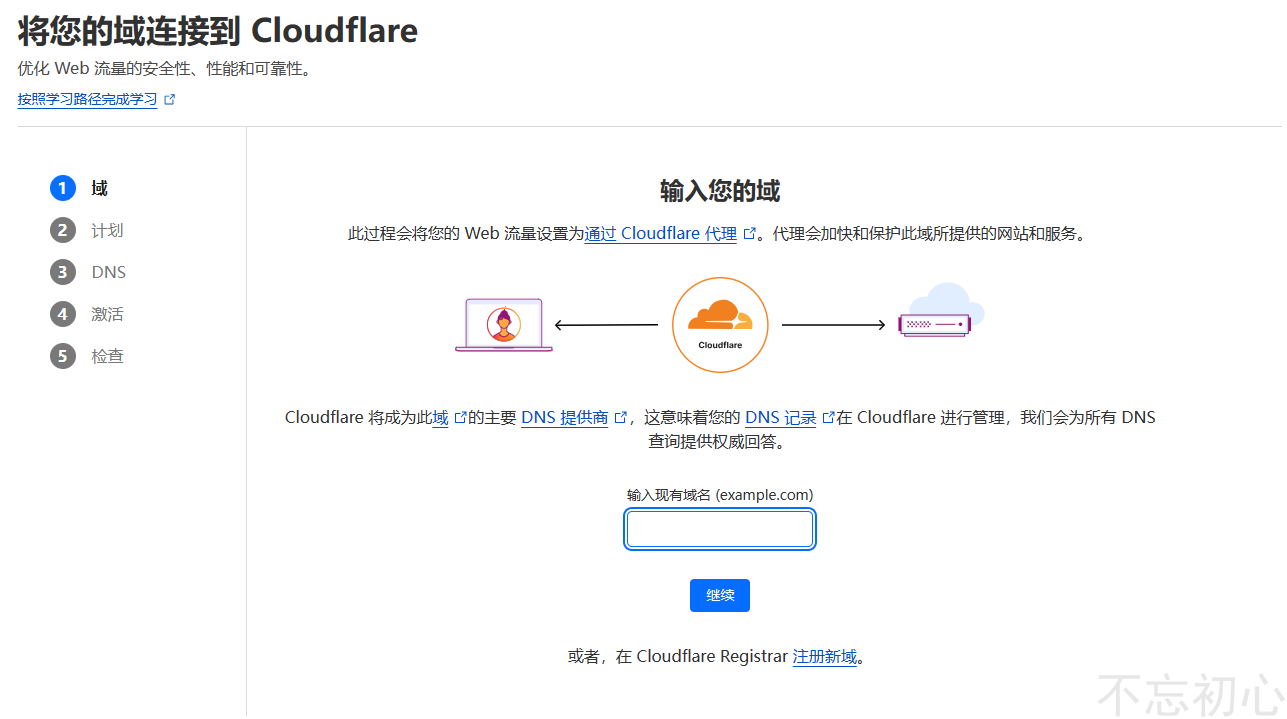 将您的域连接到 Cloudflare
优化 Web 流量的安全性、性能和可靠性。
按照学习路径完成学习
1 域
2 计划
3 DNS
4 激活
5 检查
输入您的域
此过程会将您的 Web 流量设置为通过 Cloudflare 代理。代理会加快和保护此域所提供的网站和服务。
Cloudflare
Cloudflare 将成为此域的主要 DNS 提供商，这意味着您的 DNS 记录在 Cloudflare 进行管理，我们会为所有 DNS
查询提供权威回答。
输入现有域名 (example.com)
继续
或者，在 Cloudflare Registrar 注册新域。
不忘初心